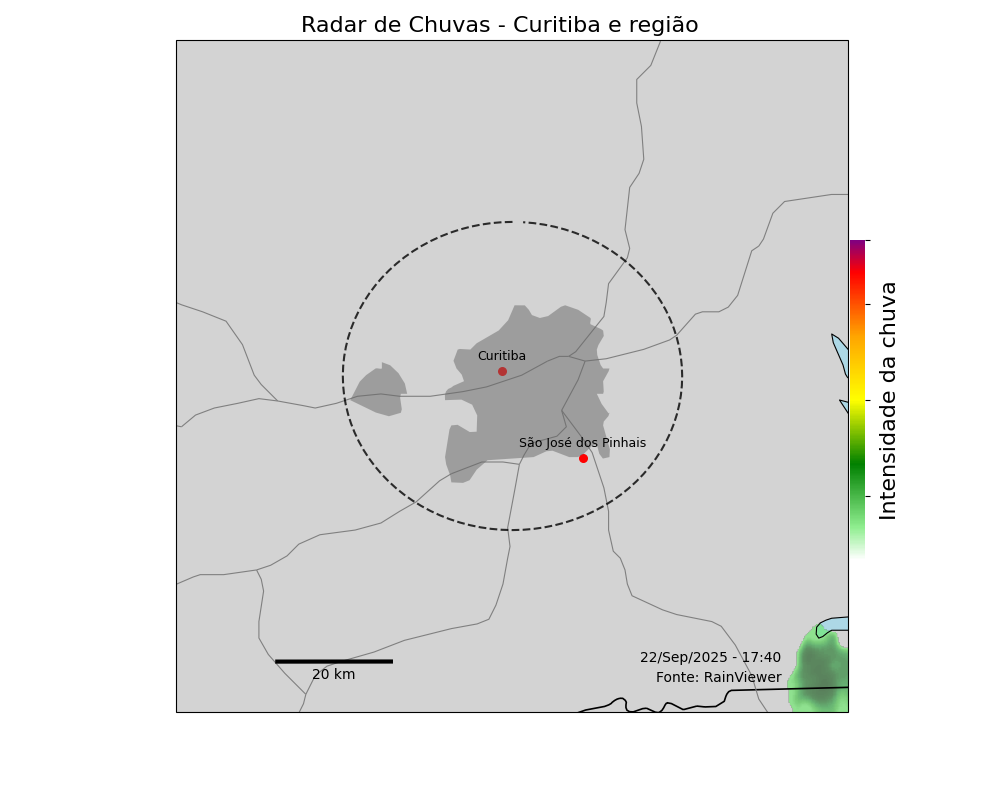 Radar de Chuvas - Curitiba e região
Curitiba
São José dos Pinhais
Intensidade da chuva
22/Sep/2025 - 17:40
Fonte: RainViewer
20 km